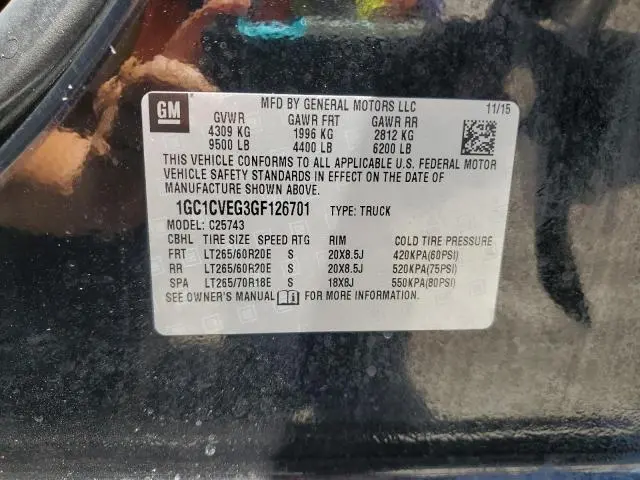 GM
MFD BY GENERAL MOTORS LLC 11/15
GVWR GAWR FRT GAWR RR
4309 KG 1996 KG 2812 KG
9500 LB 4400 LB 6200 LB
THIS VEHICLE CONFORMS TO ALL APPLICABLE U.S. FEDERAL MOTOR
VEHICLE SAFETY STANDARDS IN EFFECT ON THE DATE OF
MANUFACTURE SHOWN ABOVE.
1GC1CVEG3GF126701 TYPE: TRUCK
MODEL: C25743
CBHL TIRE SIZE SPEED RTG RIM COLD TIRE PRESSURE
FRT LT265/60R20E S 20X8.5J 420KPA(60PSI)
RR LT265/60R20E S 20X8.5J 520KPA(75PSI)
SPA LT265/70R18E S 18X8J 550KPA(80PSI)
SEE OWNER'S MANUAL FOR MORE INFORMATION.